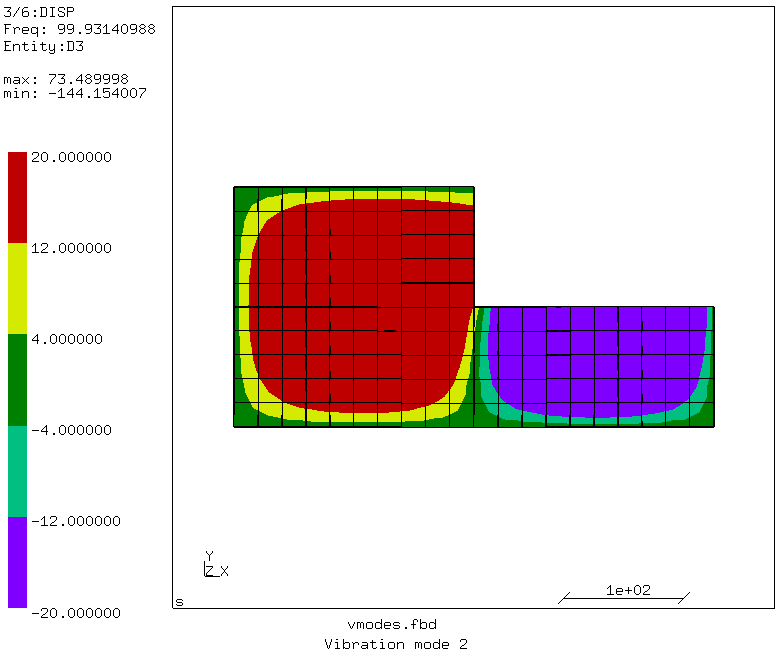 3/6:DISP
Freq: 99.93140988
Entity:D3
max: 73.489998
min: -144.154007
20.000000
12.000000
4.000000
-4.000000
-12.000000
-20.000000
Y
Z X
s
1e+02
vmodes.fbd
Vibration mode 2